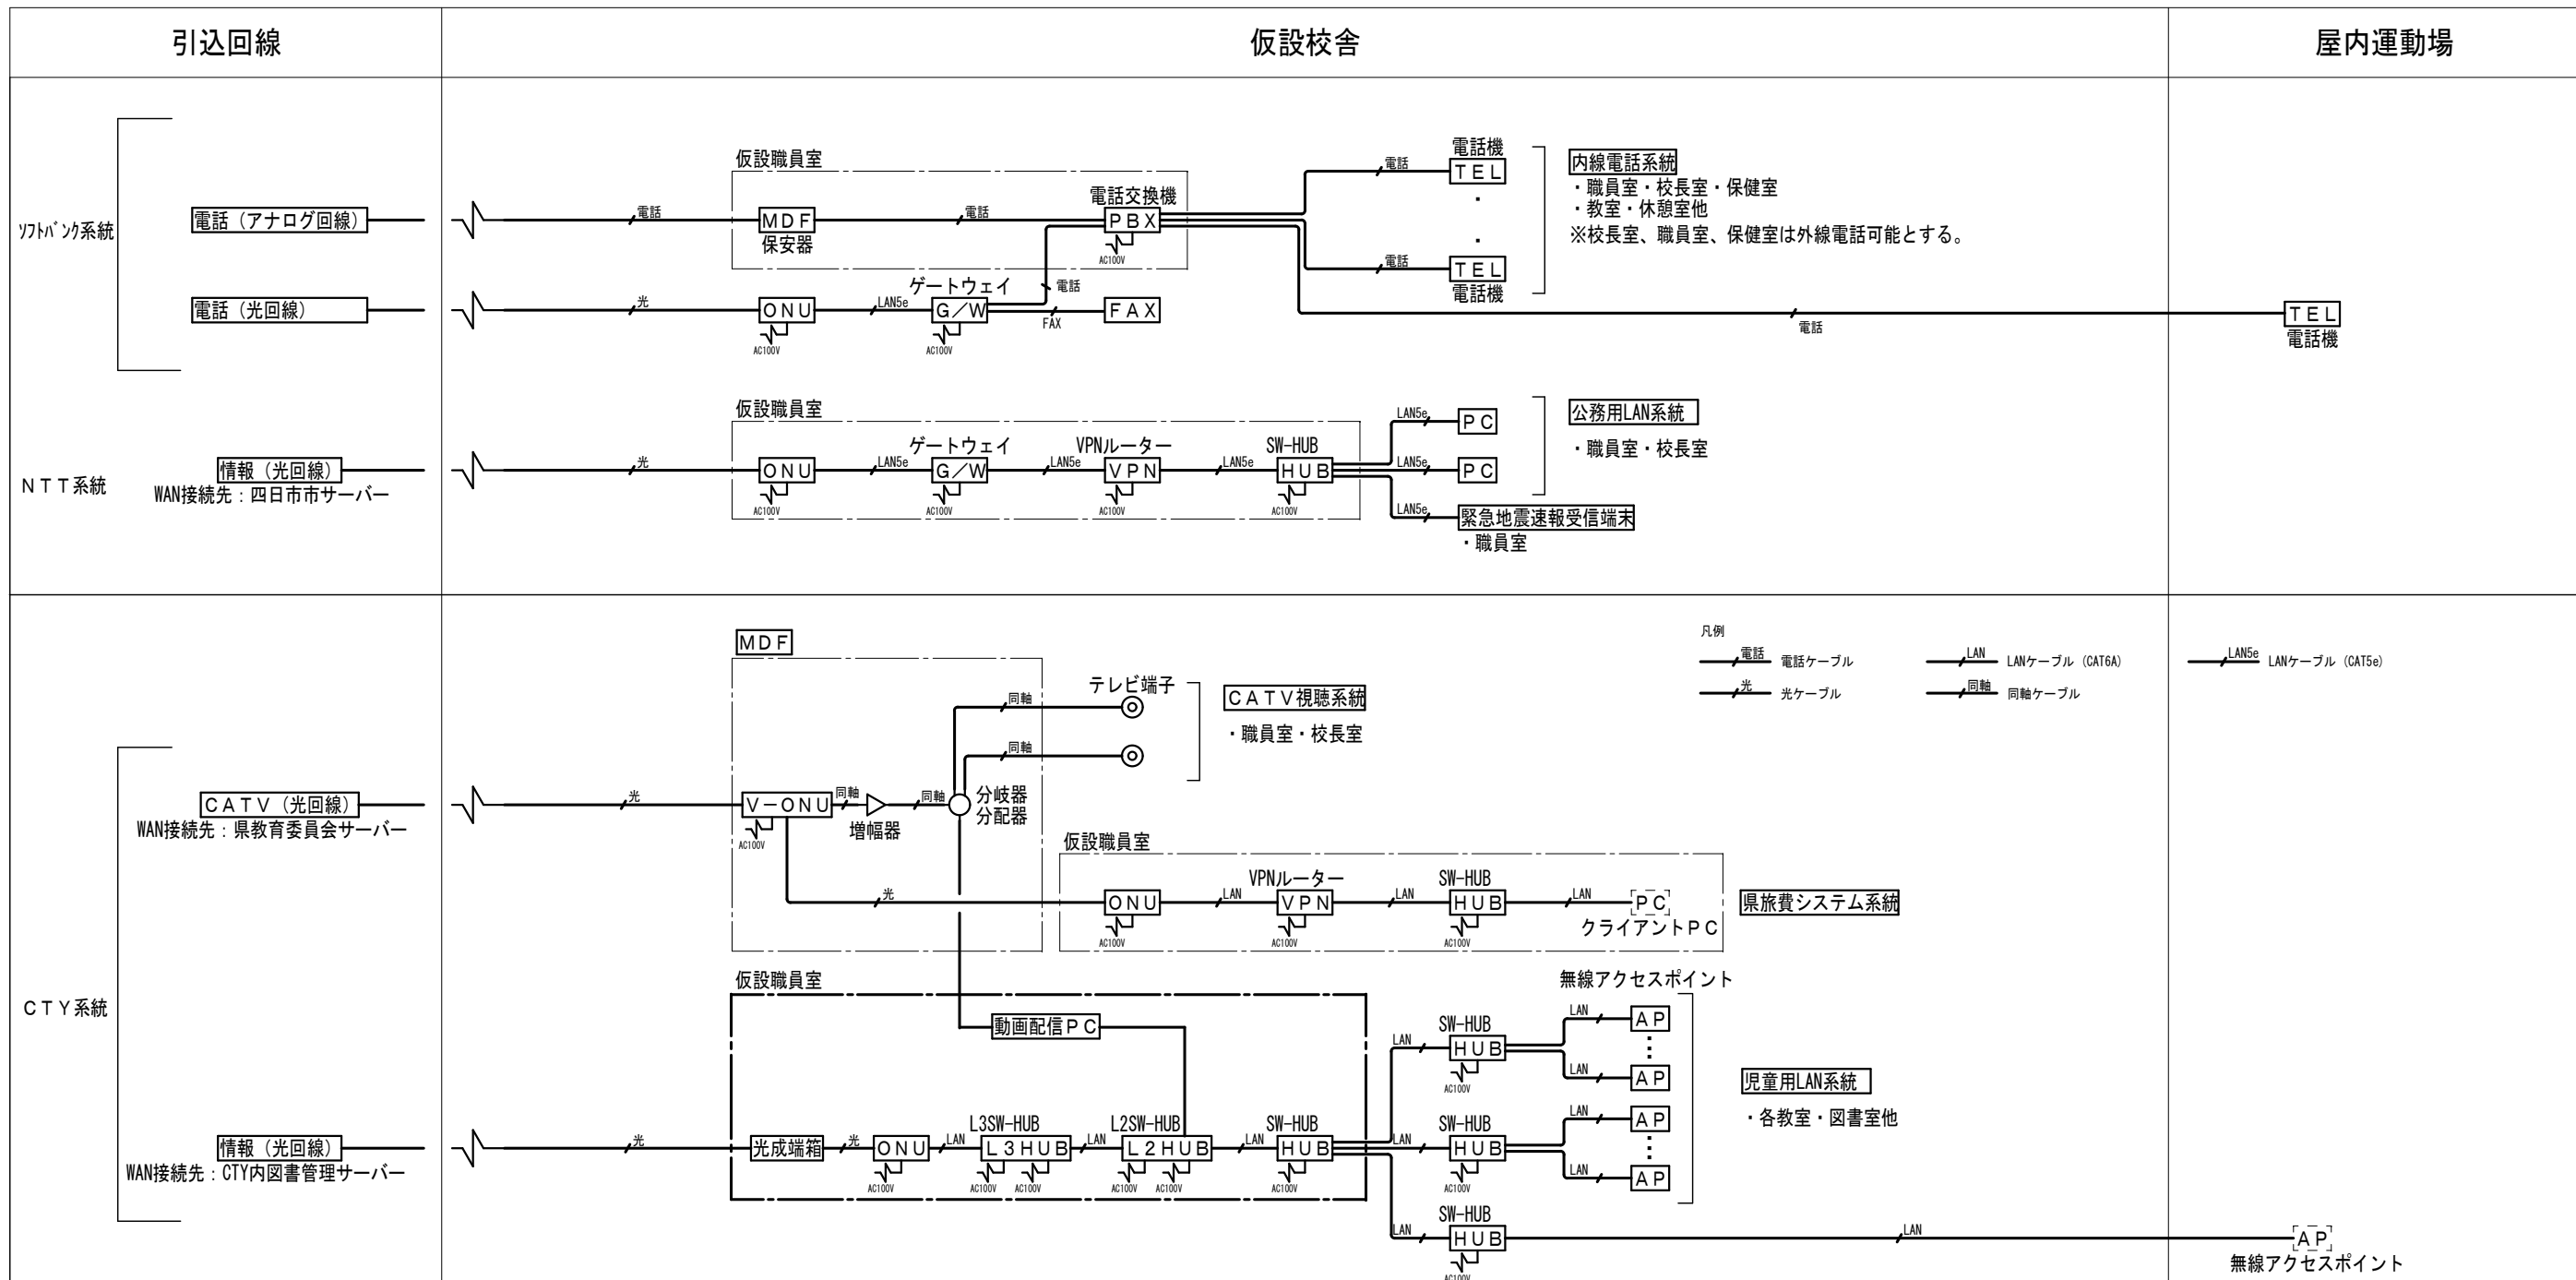 引込回線
仮設校舎
屋内運動場
ソフトバンク系統
電話（アナログ回線）
電話
仮設職員室
MDF
保安器
電話
電話交換機
PBX
AC100V
電話
電話機
TEL
・
・
電話
TEL
電話機
内線電話系統
・職員室・校長室・保健室
・教室・休憩室他
※校長室、職員室、保健室は外線電話可能とする。
電話（光回線）
光
ONU
AC100V
LAN5e
ゲートウェイ
G／W
AC100V
電話
FAX
FAX
電話
TEL
電話機
NTT系統
情報（光回線）
WAN接続先：四日市市サーバー
光
仮設職員室
ONU
AC100V
LAN5e
ゲートウェイ
G／W
AC100V
LAN5e
VPNルーター
VPN
AC100V
LAN5e
SW-HUB
HUB
AC100V
LAN5e
PC
LAN5e
PC
LAN5e
緊急地震速報受信端末
・職員室
公務用LAN系統
・職員室・校長室
凡例
電話
電話ケーブル
LAN
LANケーブル（CAT6A）
LAN5e
LANケーブル（CAT5e）
光
光ケーブル
同軸
同軸ケーブル
CTY系統
CATV（光回線）
WAN接続先：県教育委員会サーバー
光
MDF
V－ONU
AC100V
同軸
増幅器
同軸
分岐器
分配器
同軸
テレビ端子
同軸
CATV視聴系統
・職員室・校長室
光
仮設職員室
ONU
AC100V
LAN
VPNルーター
VPN
AC100V
LAN
SW-HUB
HUB
AC100V
LAN
PC
クライアントPC
県旅費システム系統
仮設職員室
動画配信PC
情報（光回線）
WAN接続先：CTY内図書管理サーバー
光
光成端箱
光
ONU
AC100V
LAN
L3SW-HUB
L3HUB
AC100V
AC100V
LAN
L2SW-HUB
L2HUB
AC100V
AC100V
LAN
SW-HUB
HUB
AC100V
LAN
SW-HUB
HUB
AC100V
無線アクセスポイント
LAN
AP
LAN
AP
LAN
SW-HUB
HUB
AC100V
LAN
AP
LAN
AP
児童用LAN系統
・各教室・図書室他
LAN
SW-HUB
HUB
AC100V
LAN
AP
無線アクセスポイント